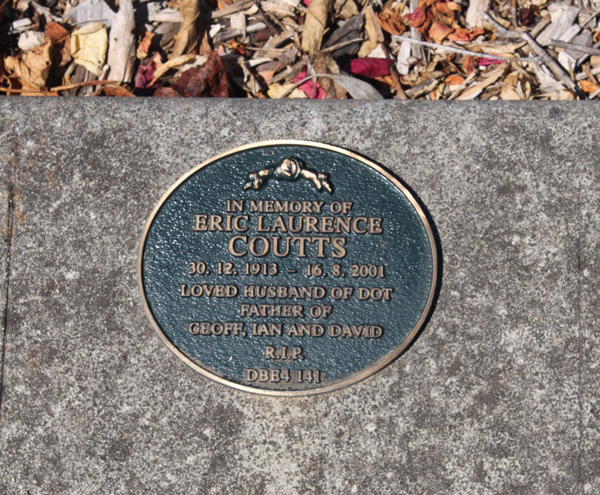 IN MEMORY OF
ERIC LAURENCE
COUTTS
30. 12. 1913 – 16. 8. 2001
LOVED HUSBAND OF DOT
FATHER OF
GEOFF, IAN AND DAVID
R.I.P.
DBE4 141